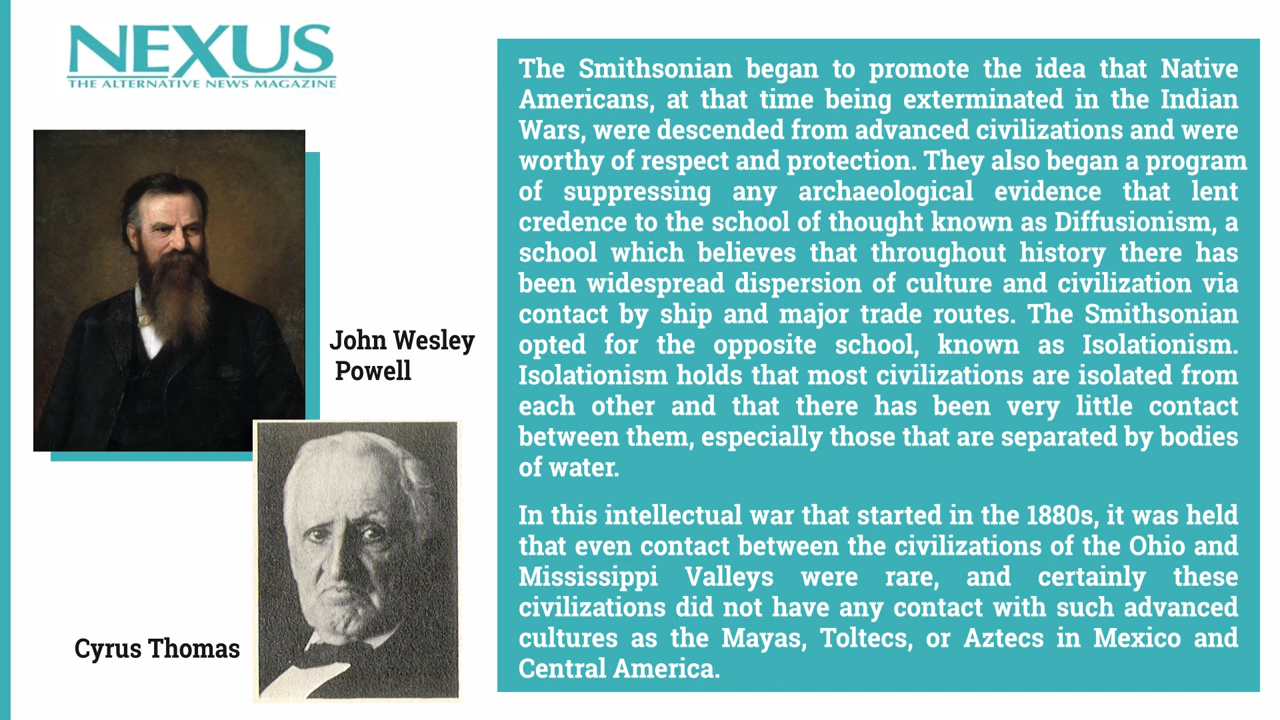 NEXUS
THE ALTERNATIVE NEWS MAGAZINE
John Wesley
Powell
Cyrus Thomas
The Smithsonian began to promote the idea that Native
Americans, at that time being exterminated in the Indian
Wars, were descended from advanced civilizations and were
worthy of respect and protection. They also began a program
of suppressing any archaeological evidence that lent
credence to the school of thought known as Diffusionism, a
school which believes that throughout history there has
been widespread dispersion of culture and civilization via
contact by ship and major trade routes. The Smithsonian
opted for the opposite school, known as Isolationism.
Isolationism holds that most civilizations are isolated from
each other and that there has been very little contact
between them, especially those that are separated by bodies
of water.
In this intellectual war that started in the 1880s, it was held
that even contact between the civilizations of the Ohio and
Mississippi Valleys were rare, and certainly these
civilizations did not have any contact with such advanced
cultures as the Mayas, Toltecs, or Aztecs in Mexico and
Central America.